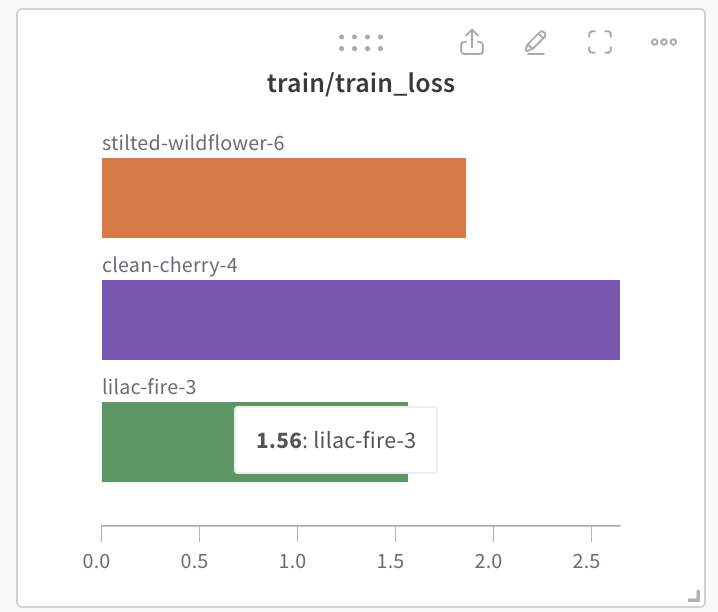 train/train_loss
stilted-wildflower-6
clean-cherry-4
lilac-fire-3
1.56: lilac-fire-3
0.0 0.5 1.0 1.5 2.0 2.5